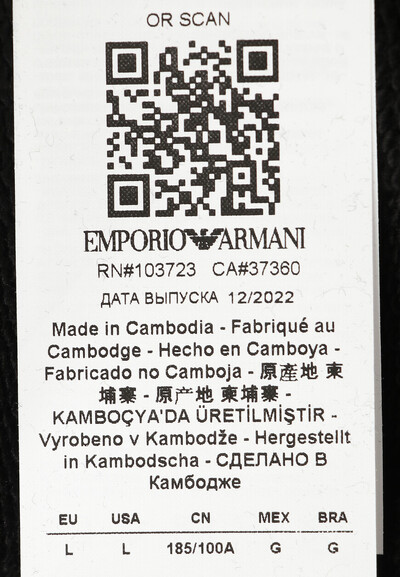 OR SCAN
EMPORIO ARMANI
RN#103723 CA#37360
ДАТА ВЫПУСКА 12/2022
Made in Cambodia - Fabriqué au
Cambodge - Hecho en Camboya -
Fabricado no Camboja - 原產地 柬
埔寨 - 原产地 柬埔寨 -
KAMBOÇYA'DA ÜRETİLMİŞTİR -
Vyrobeno v Kambodže - Hergestellt
in Kambodscha - СДЕЛАНО В
Камбодже
EU USA CN MEX BRA
L L 185/100A G G